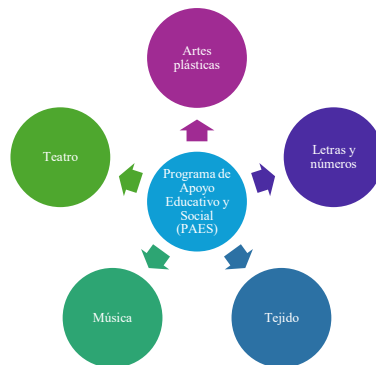 Artes
plásticas
Teatro
Letras y
números
Programa de
Apoyo
Educativo y
Social
(PAES)
Música
Tejido